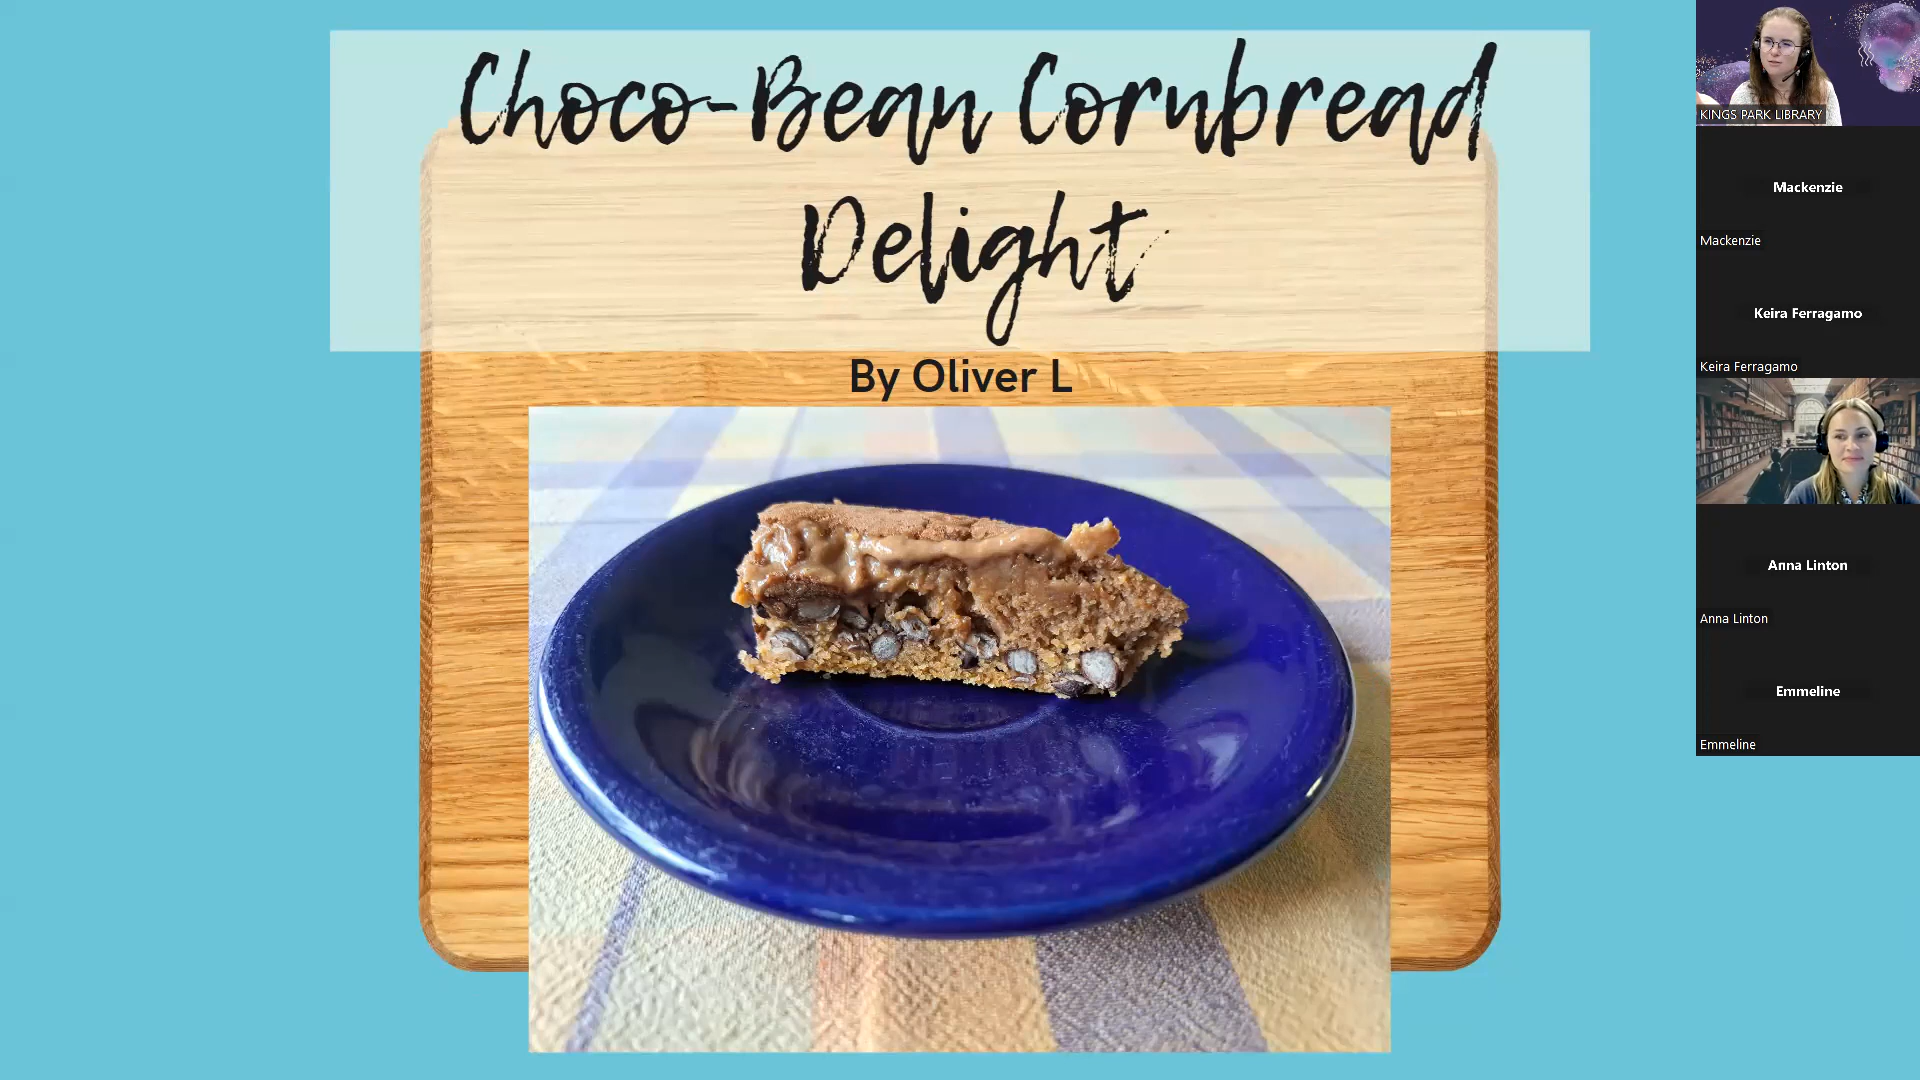 Choco-Bean Cornbread
Delight
By Oliver L
KINGS PARK LIBRARY
Mackenzie
Mackenzie
Keira Ferragamo
Keira Ferragamo
Anna Linton
Anna Linton
Emmeline
Emmeline